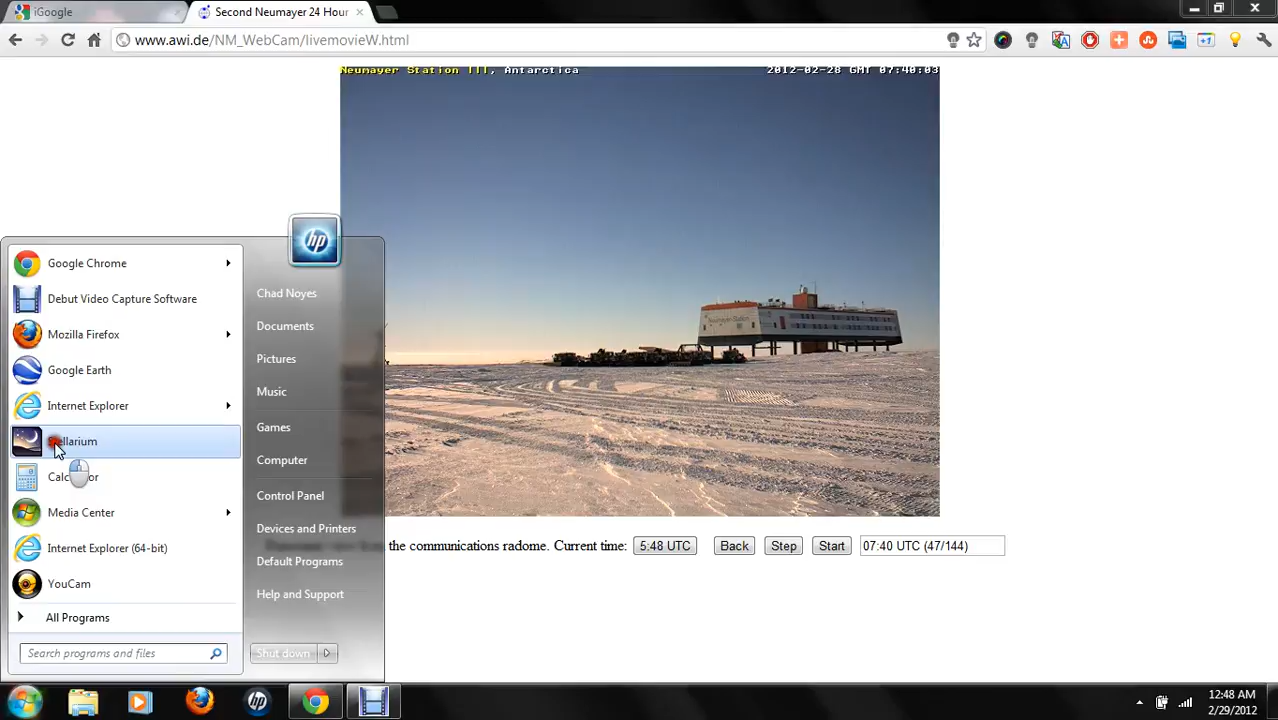 iGoogle
Second Neumayer 24 Hour
www.awi.de/NM_WebCam/livemovieW.html
Neumayer Station III, Antarctica
2012-02-28 GMT 07:40:03
Neumayer Station
hp
Google Chrome
Debut Video Capture Software
Mozilla Firefox
Google Earth
Internet Explorer
Media Center
Internet Explorer (64-bit)
YouCam
All Programs
Search programs and files
Chad Noyes
Documents
Pictures
Music
Games
Computer
Control Panel
Devices and Printers
Default Programs
Help and Support
Shut down
the communications radome. Current time:
5:48 UTC
Back
Step
Start
07:40 UTC (47/144)
hp
12:48 AM
2/29/2012